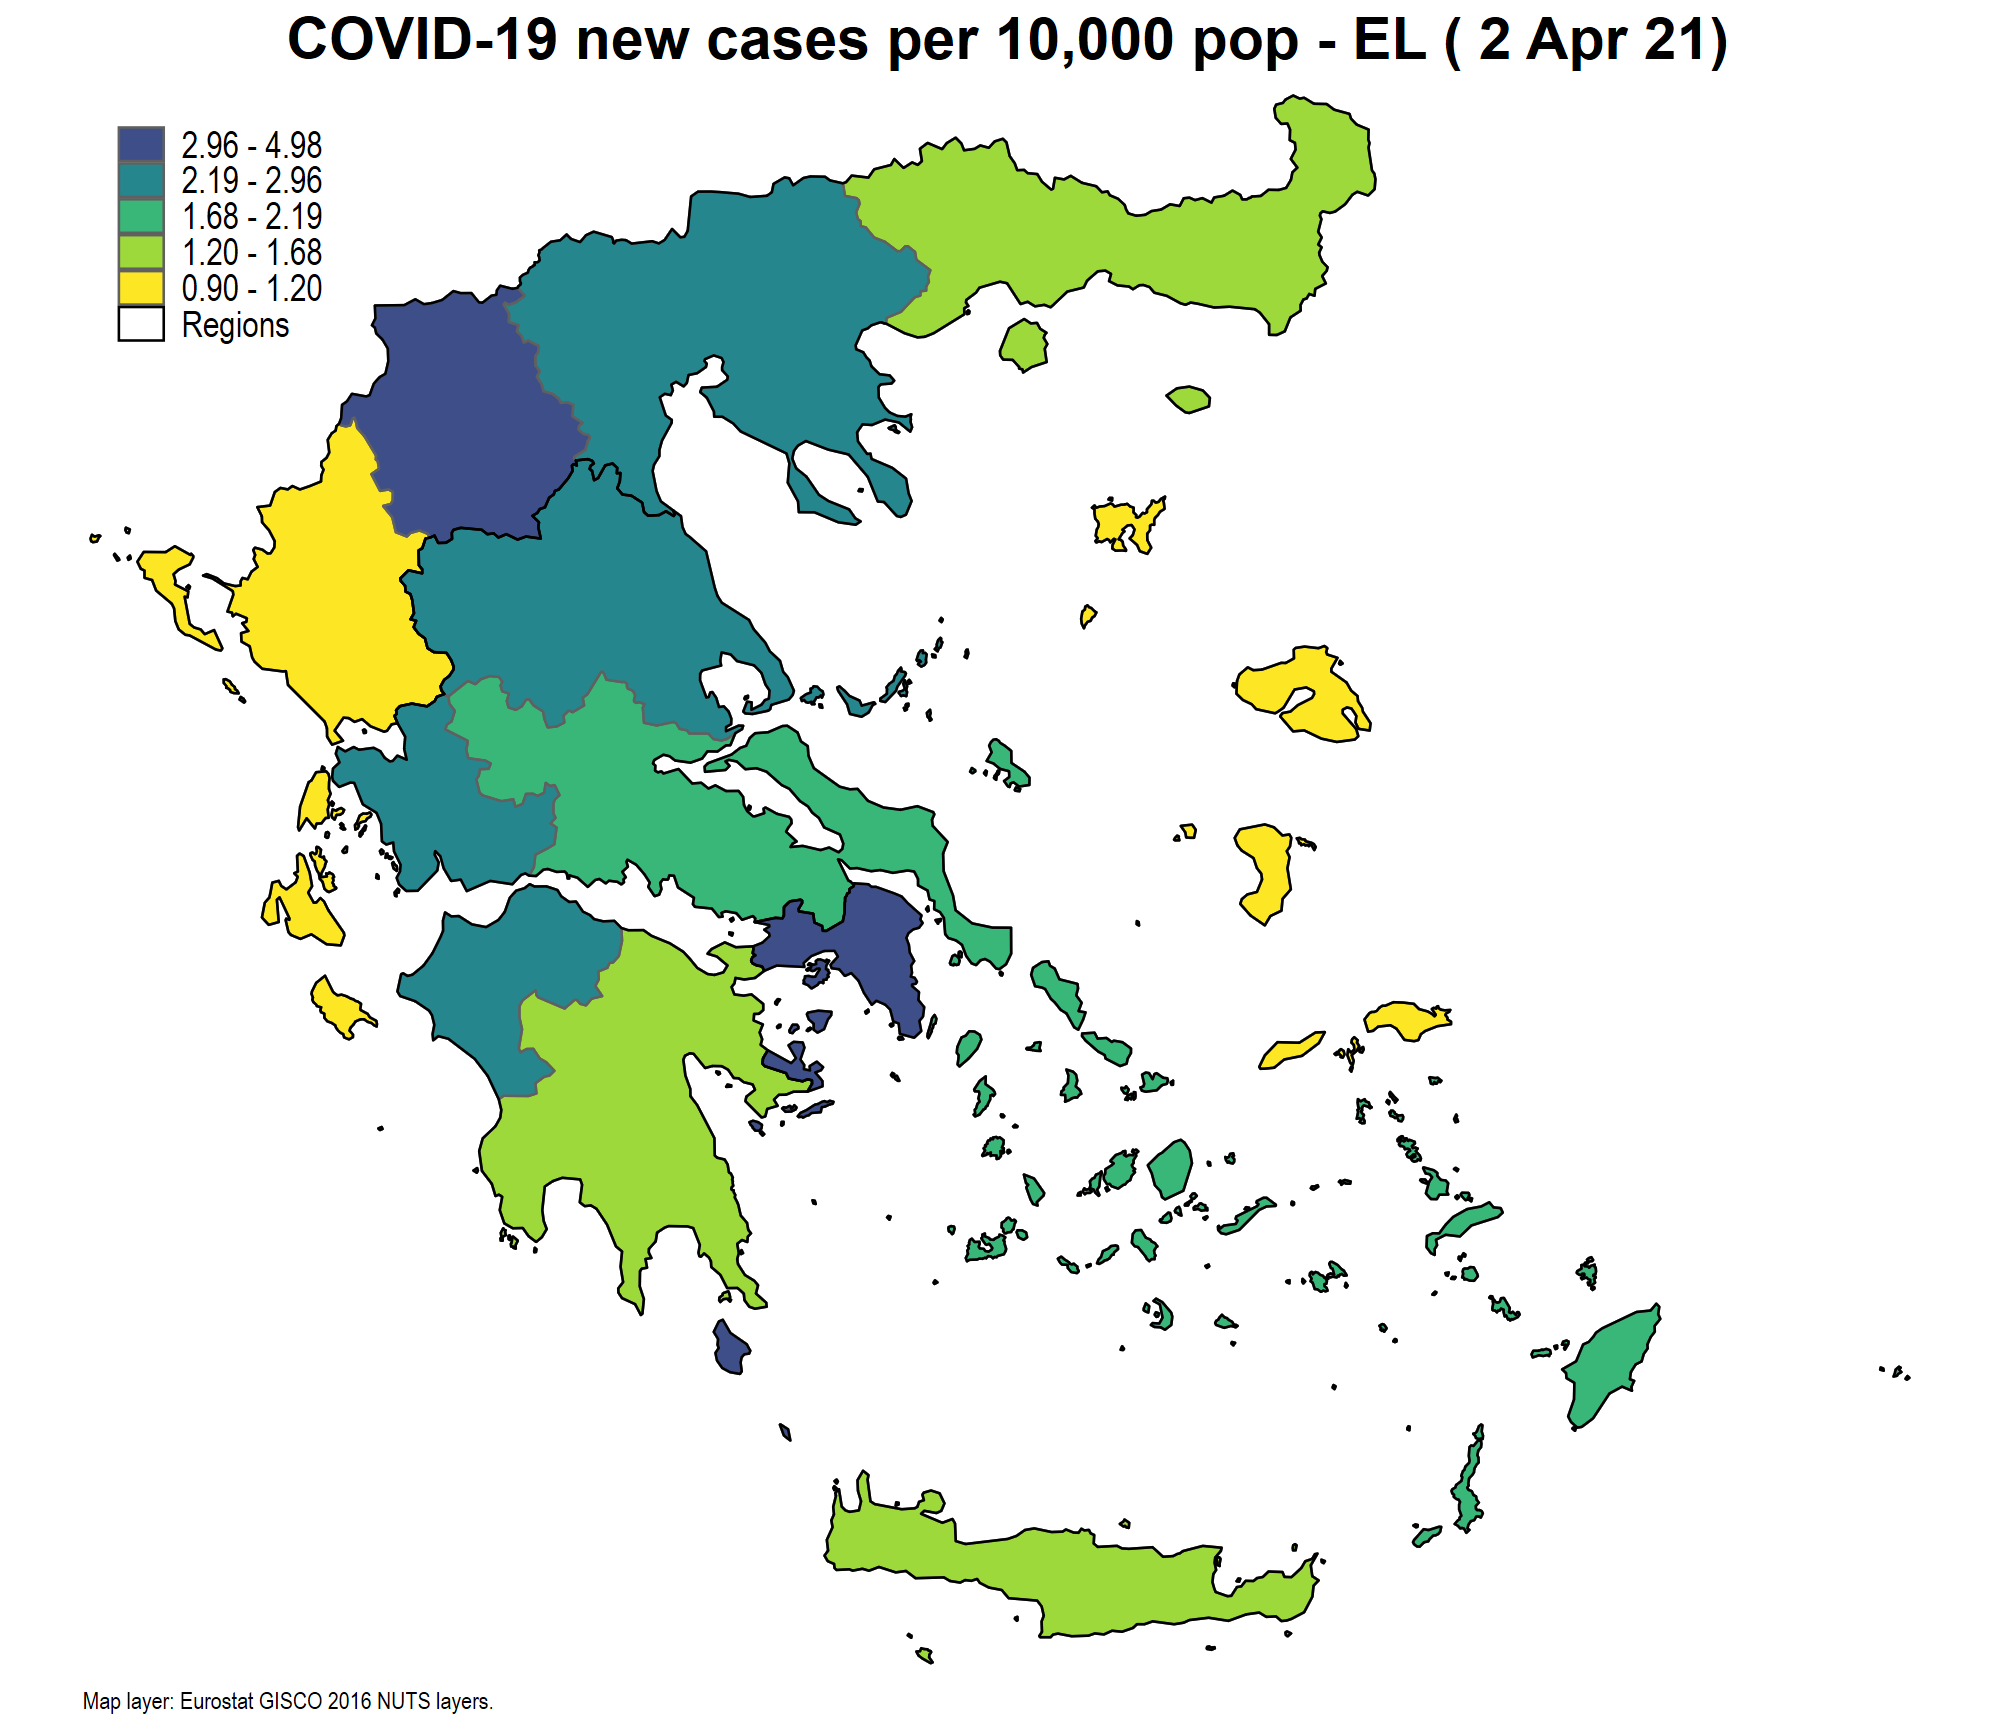 COVID-19 new cases per 10,000 pop - EL ( 2 Apr 21)
2.96 - 4.98
2.19 - 2.96
1.68 - 2.19
1.20 - 1.68
0.90 - 1.20
Regions
Map layer: Eurostat GISCO 2016 NUTS layers.